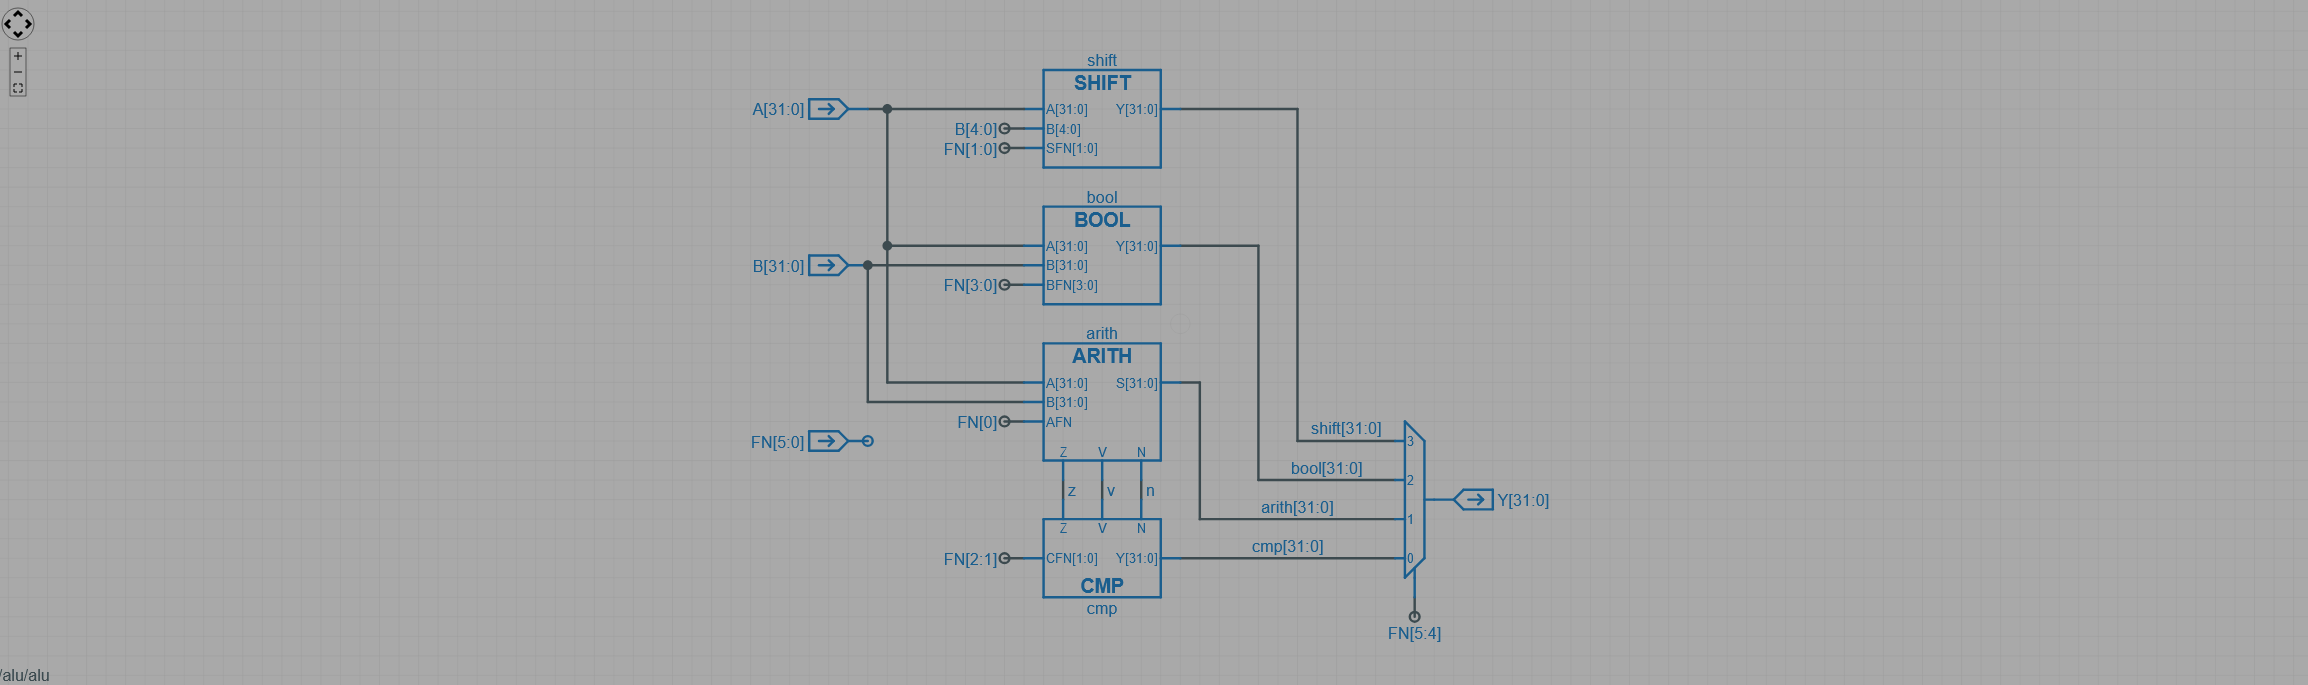 shift
SHIFT
A[31:0]
A[31:0]
Y[31:0]
B[4:0]
B[4:0]
FN[1:0]
SFN[1:0]
bool
BOOL
A[31:0]
Y[31:0]
B[31:0]
B[31:0]
FN[3:0]
BFN[3:0]
arith
ARITH
A[31:0]
S[31:0]
B[31:0]
FN[0]
AFN
FN[5:0]
Z V N
z v n
Z V N
FN[2:1]
CFN[1:0]
Y[31:0]
CMP
cmp
shift[31:0]
3
bool[31:0]
2
arith[31:0]
1
cmp[31:0]
0
Y[31:0]
FN[5:4]
/alu/alu